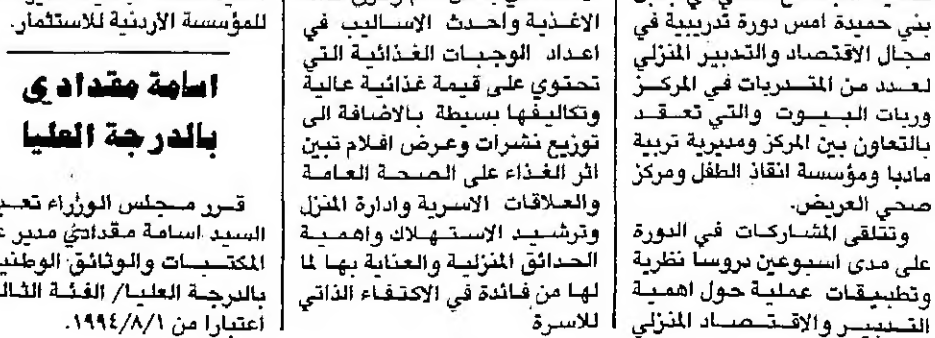 بني حميدة امس دورة تدريبية في
مجال الاقتصاد والتدبير المنزلي
لعدد من المتدربات في المركز
وربات البيوت والتي تعقد
بالتعاون بين المركز ومديرية تربية
مادبا ومؤسسة انقاذ الطفل ومركز
صحي العريض.
وتتلقى المشاركات في الدورة
على مدى اسبوعين دروسا نظرية
وتطبيقات عملية حول اهمية
التدبير والاقتصاد المنزلي
الاغذية واحدث الاساليب في
اعداد الوجبات الغذائية التي
تحتوي على قيمة غذائية عالية
وتكاليفها بسيطة بالاضافة الى
توزيع نشرات وعرض افلام تبين
اثر الغذاء على الصحة العامة
والعلاقات الاسرية وادارة المنزل
وترشيد الاستهلاك واهمية
الحدائق المنزلية والعناية بها لما
لها من فائدة في الاكتفاء الذاتي
للاسرة
للمؤسسة الاردنية للاستثمار.
اسامة مقدادي
بالدرجة العليا
قرر مجلس الوزراء
السيد اسامة مقدادي مدير
المكتبات والوثائق
بالدرجة العليا/ الفئة
اعتبارا من ١٩٩٤/٨/١.